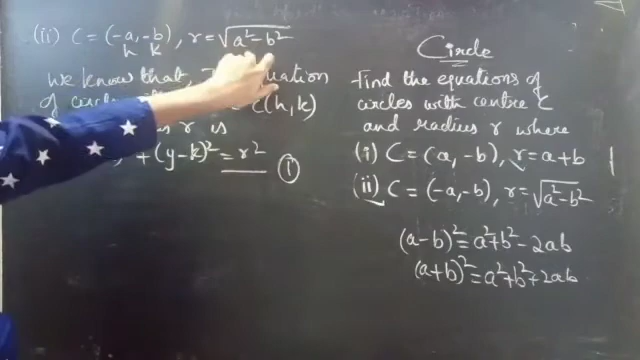 (ii) C = (-a, -b), r = √a² - b²
h k
We know that, equation
of circle C(h, k)
is r is
+ (y - k)² = r² ①
Circle
Find the equations of
circles with centre C
and radius r where
(i) C = (a, -b), r = a + b
(ii) C = (-a, -b), r = √a² - b²
(a - b)² = a² + b² - 2ab
(a + b)² = a² + b² + 2ab